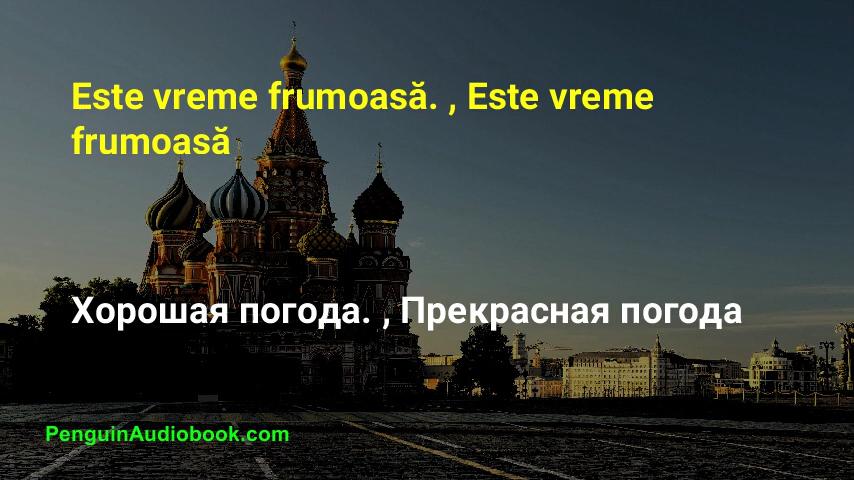 Este vreme frumoasă. , Este vreme
frumoasă
Хорошая погода. , Прекрасная погода
PenguinAudiobook.com